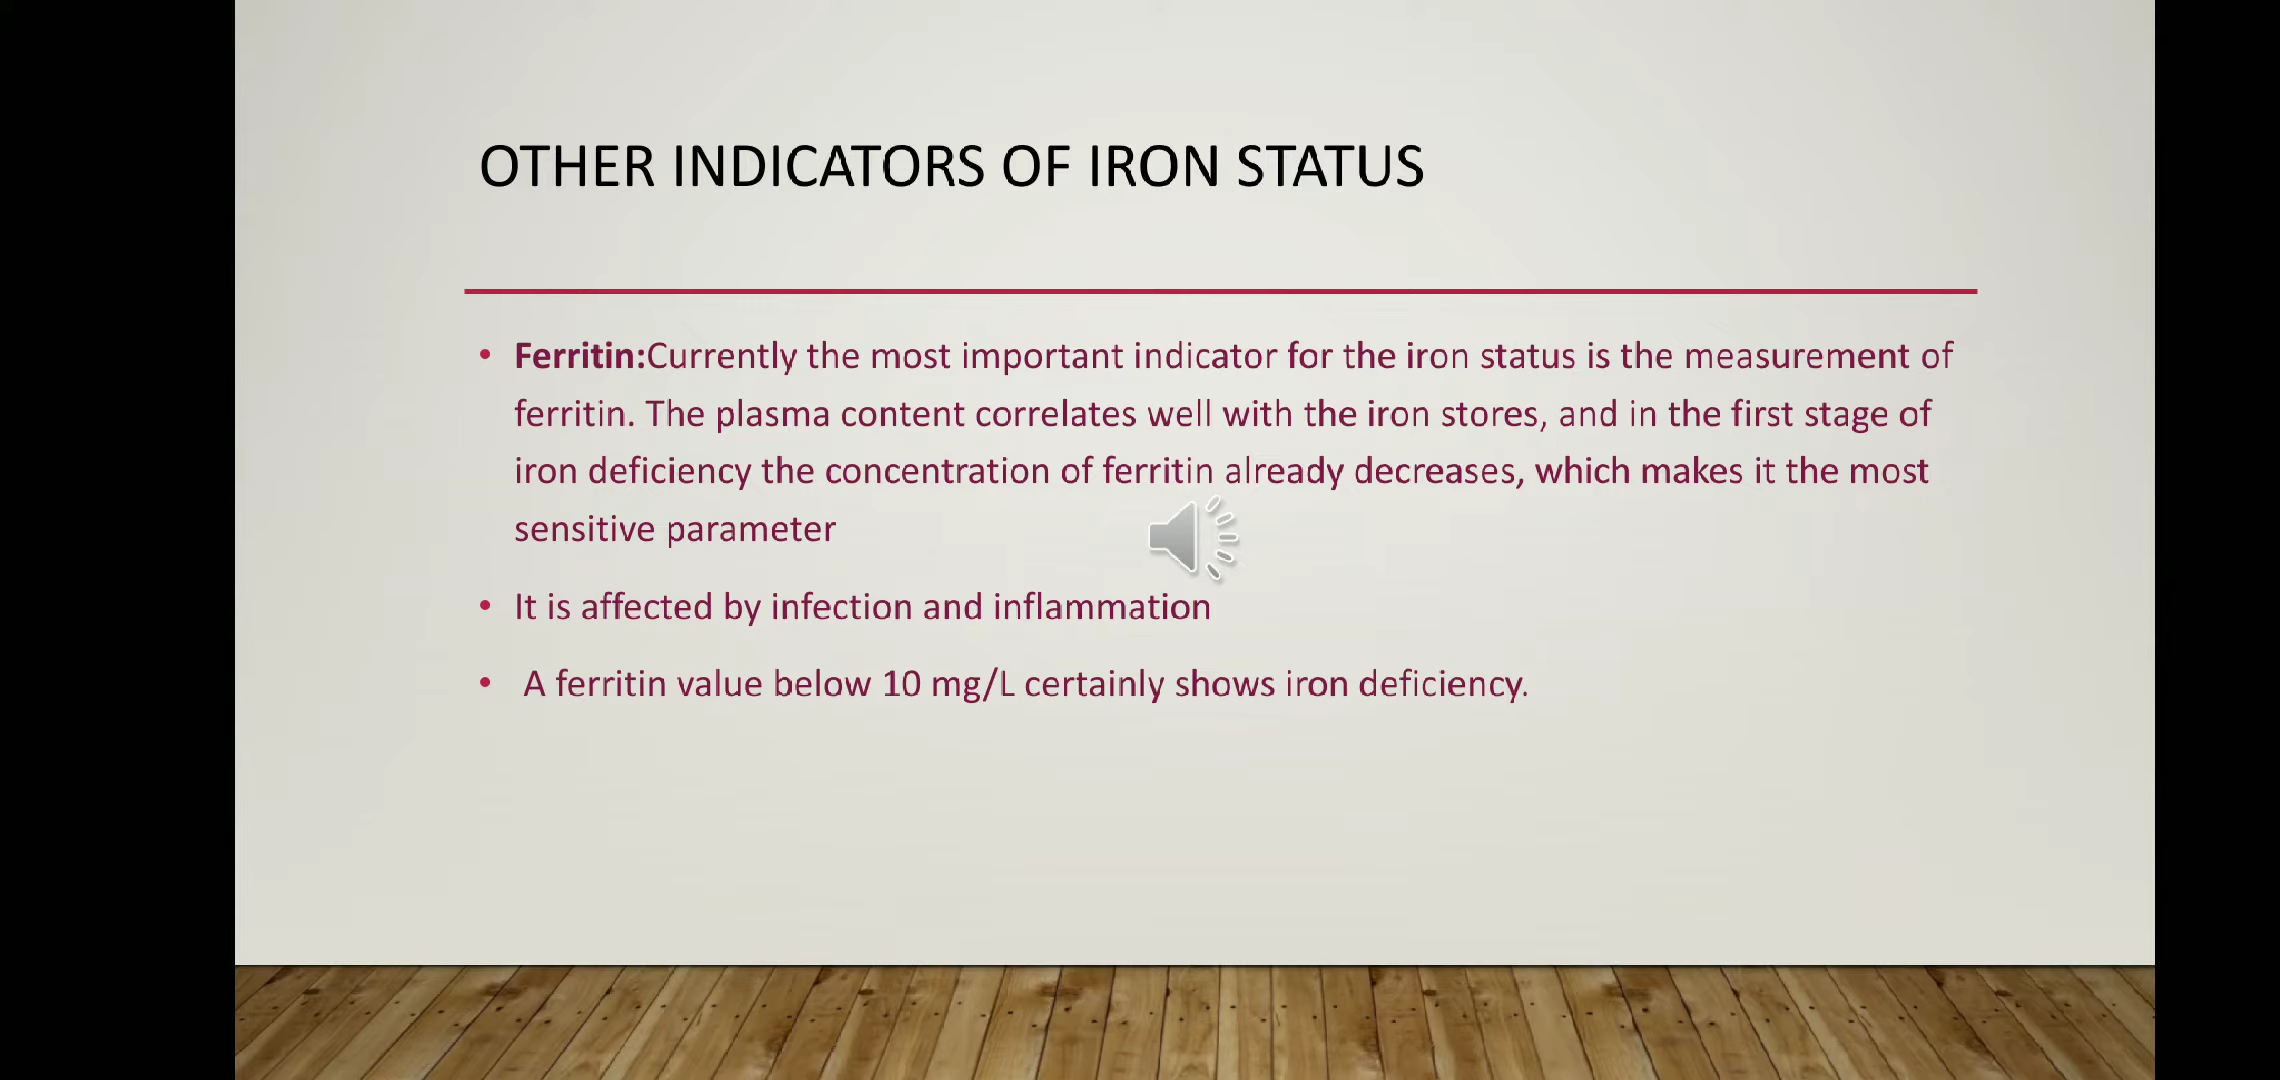 OTHER INDICATORS OF IRON STATUS
• Ferritin:Currently the most important indicator for the iron status is the measurement of
ferritin. The plasma content correlates well with the iron stores, and in the first stage of
iron deficiency the concentration of ferritin already decreases, which makes it the most
sensitive parameter
• It is affected by infection and inflammation
• A ferritin value below 10 mg/L certainly shows iron deficiency.